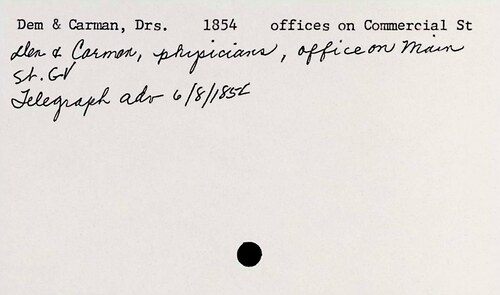 Dem & Carman, Drs. 1854 offices on Commercial St
Dem & Carman, physicians, office on Main
St. GV
Telegraph adv 6/8/1854